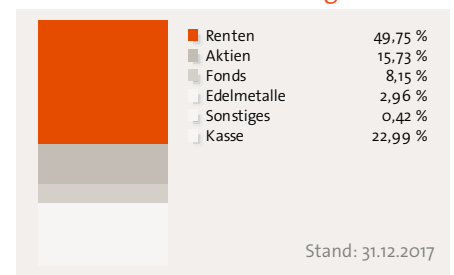 Renten 49,75 %
Aktien 15,73 %
Fonds 8,15 %
Edelmetalle 2,96 %
Sonstiges 0,42 %
Kasse 22,99 %
Stand: 31.12.2017